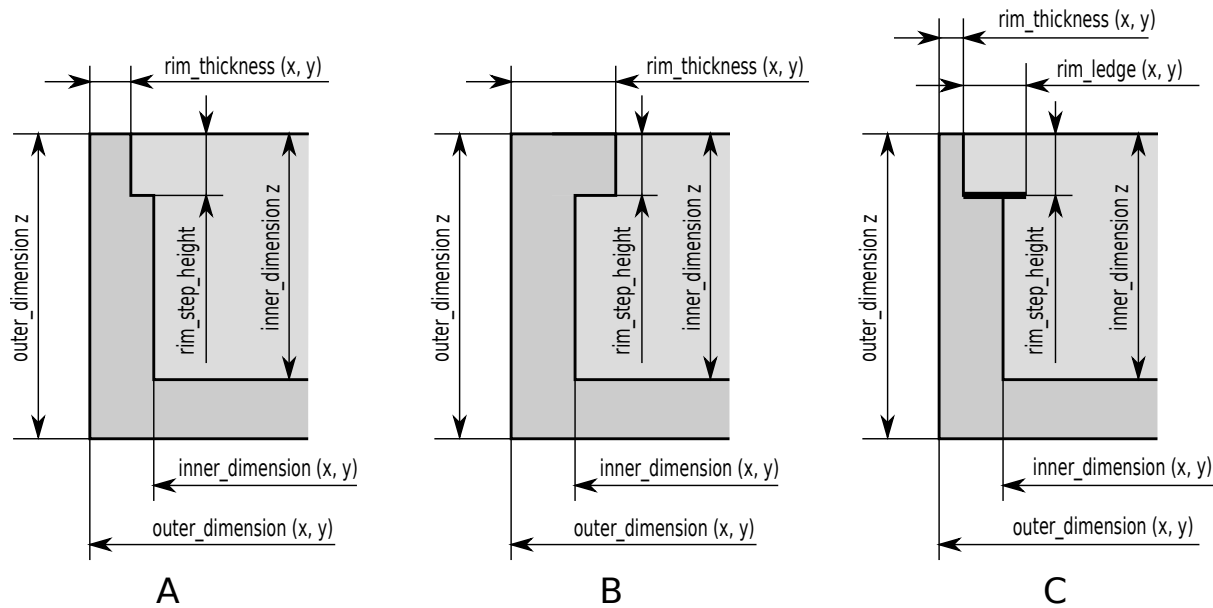 rim_thickness (x, y)
outer_dimension z
rim_step_height
inner_dimension z
inner_dimension (x, y)
outer_dimension (x, y)
A
rim_thickness (x, y)
outer_dimension z
rim_step_height
inner_dimension z
inner_dimension (x, y)
outer_dimension (x, y)
B
rim_thickness (x, y)
rim_ledge (x, y)
outer_dimension z
rim_step_height
inner_dimension z
inner_dimension (x, y)
outer_dimension (x, y)
C